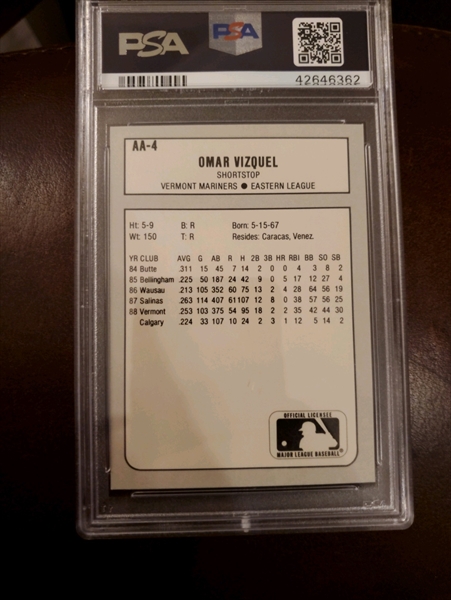 PSA PSA
42646362
AA-4
OMAR VIZQUEL
SHORTSTOP
VERMONT MARINERS ● EASTERN LEAGUE
Ht: 5-9 B: R Born: 5-15-67
Wt: 150 T: R Resides: Caracas, Venez.
YR CLUB AVG G AB R H 2B 3B HR RBI BB SO SB
84 Butte .311 15 45 7 14 2 0 0 4 3 8 2
85 Bellingham .225 50 187 24 42 9 0 5 17 12 27 4
86 Wausau .213 105 352 60 75 13 2 4 28 64 56 19
87 Salinas .263 114 407 61 107 12 8 0 38 57 56 25
88 Vermont .253 103 375 54 95 18 2 2 35 42 44 30
Calgary .224 33 107 10 24 2 3 1 12 5 14 2
OFFICIAL LICENSEE
MAJOR LEAGUE BASEBALL®